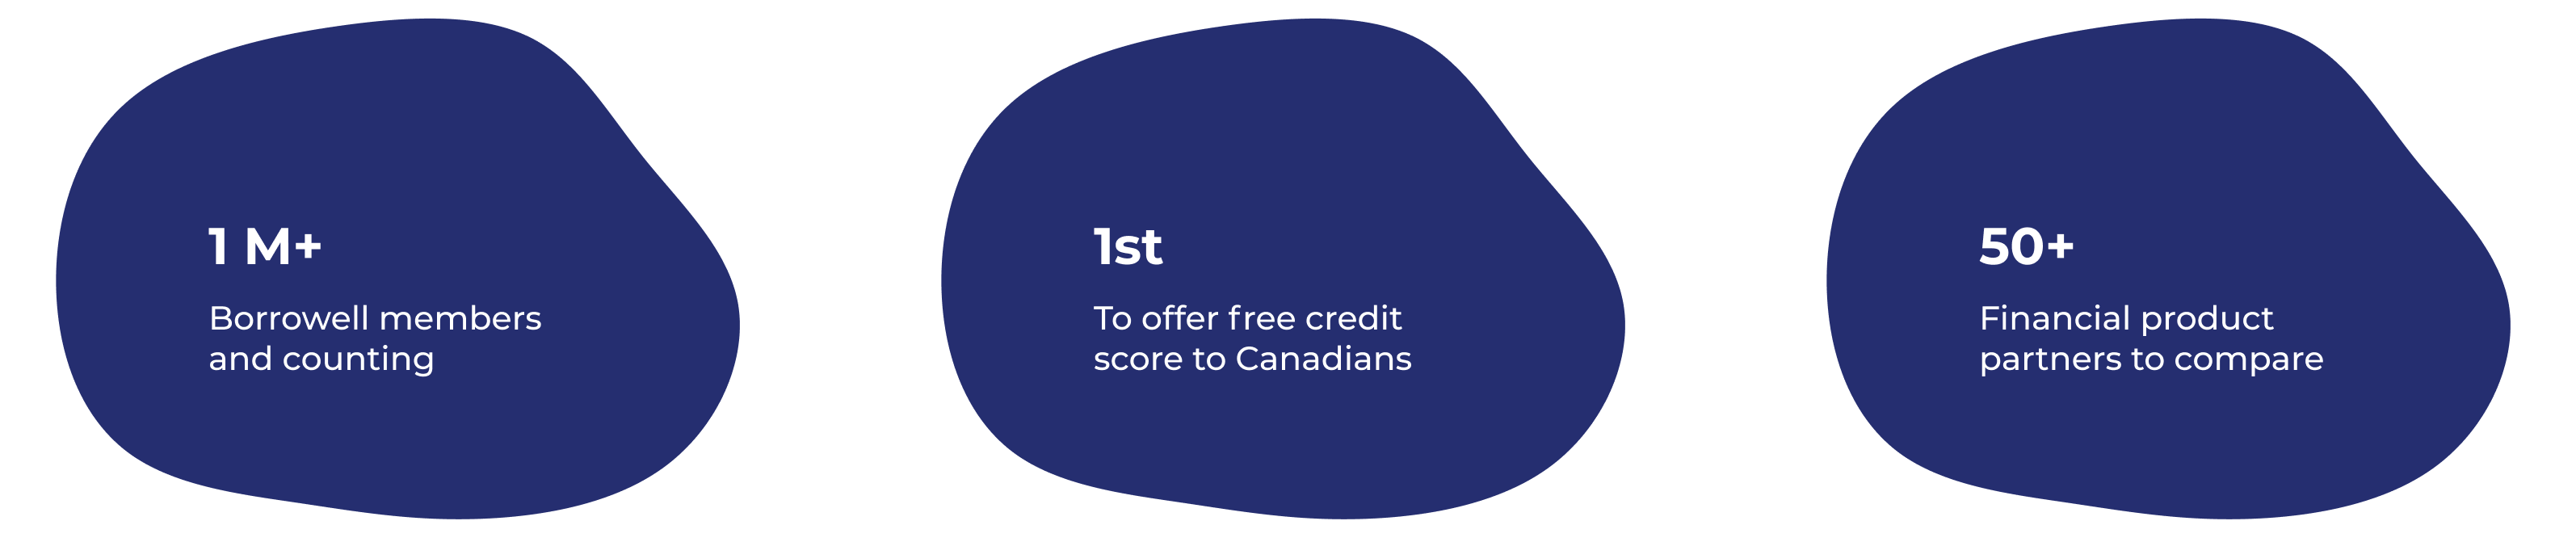 1 M+
Borrowell members
and counting
1st
To offer free credit
score to Canadians
50+
Financial product
partners to compare